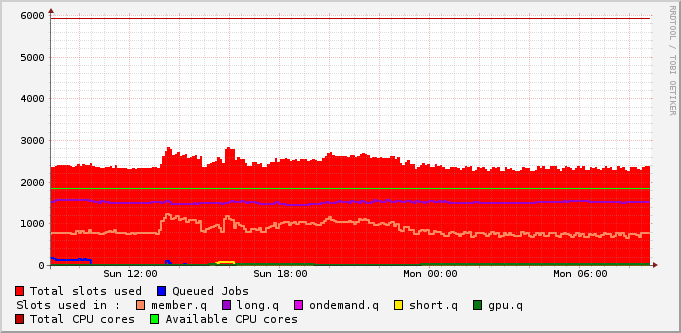 RRDTOOL / TOBI OETIKER
6000
5000
4000
3000
2000
1000
0
Sun 12:00 Sun 18:00 Mon 00:00 Mon 06:00
Total slots used Queued Jobs
Slots used in : member.q long.q ondemand.q short.q gpu.q
Total CPU cores Available CPU cores